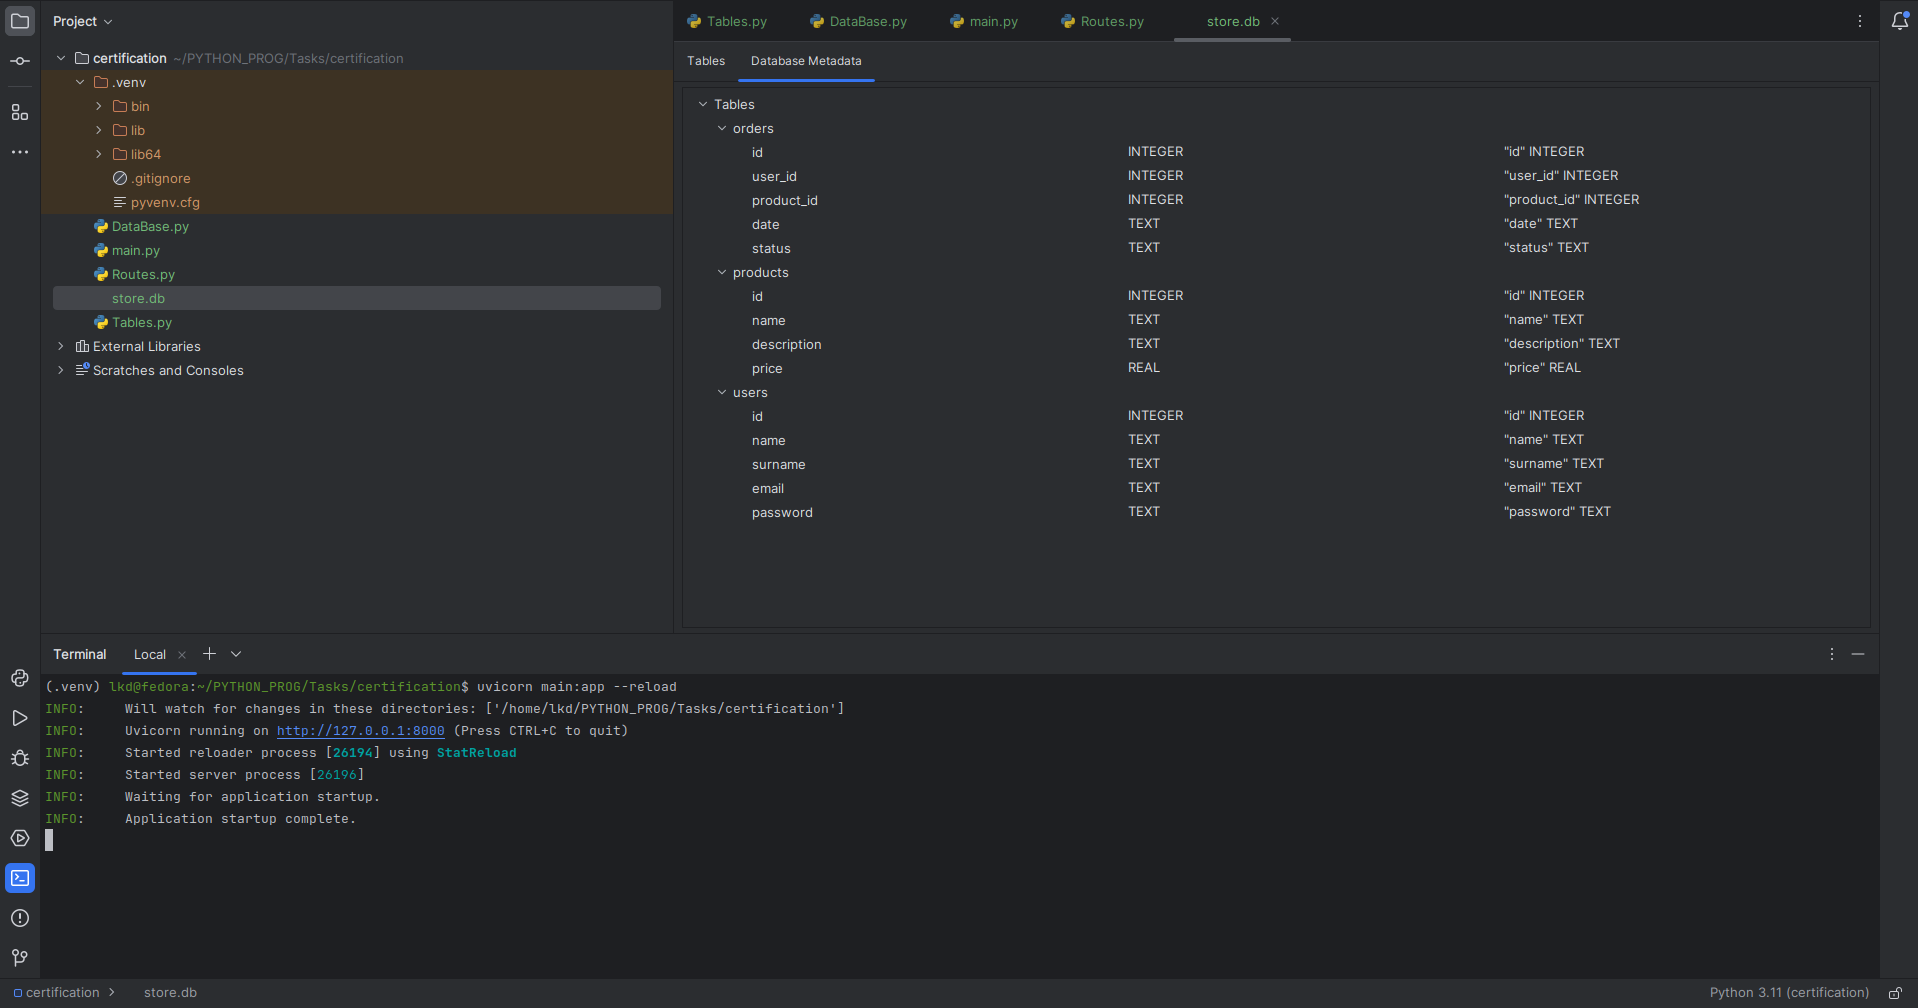 Project
certification ~/PYTHON_PROG/Tasks/certification
.venv
bin
lib
lib64
.gitignore
pyvenv.cfg
DataBase.py
main.py
Routes.py
store.db
Tables.py
External Libraries
Scratches and Consoles
Tables.py DataBase.py main.py Routes.py store.db
Tables Database Metadata
Tables
orders
id INTEGER "id" INTEGER
user_id INTEGER "user_id" INTEGER
product_id INTEGER "product_id" INTEGER
date TEXT "date" TEXT
status TEXT "status" TEXT
products
id INTEGER "id" INTEGER
name TEXT "name" TEXT
description TEXT "description" TEXT
price REAL "price" REAL
users
id INTEGER "id" INTEGER
name TEXT "name" TEXT
surname TEXT "surname" TEXT
email TEXT "email" TEXT
password TEXT "password" TEXT
Terminal Local
(.venv) lkd@fedora:~/PYTHON_PROG/Tasks/certification$ uvicorn main:app --reload
INFO: Will watch for changes in these directories: ['/home/lkd/PYTHON_PROG/Tasks/certification']
INFO: Uvicorn running on http://127.0.0.1:8000 (Press CTRL+C to quit)
INFO: Started reloader process [26194] using StatReload
INFO: Started server process [26196]
INFO: Waiting for application startup.
INFO: Application startup complete.
certification store.db Python 3.11 (certification)